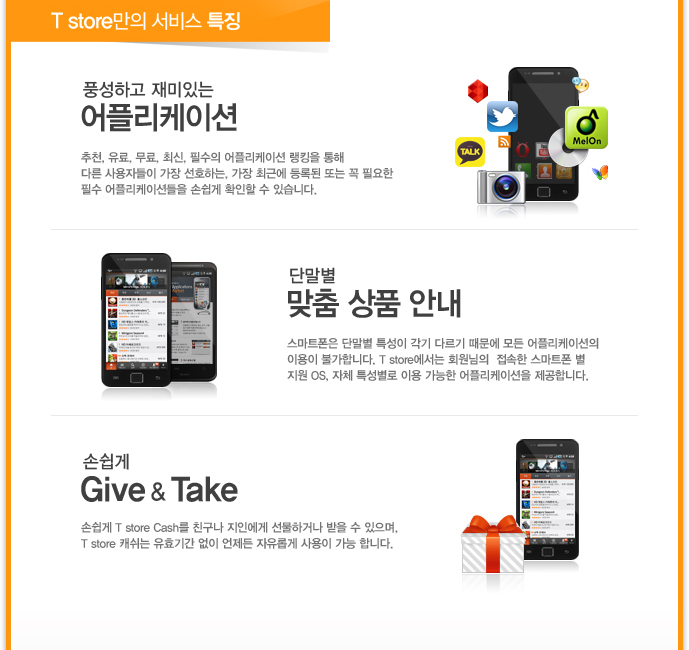 T store만의 서비스 특징
풍성하고 재미있는
어플리케이션
추천, 유료, 무료, 최신, 필수의 어플리케이션 랭킹을 통해
다른 사용자들이 가장 선호하는, 가장 최근에 등록된 또는 꼭 필요한
필수 어플리케이션들을 손쉽게 확인할 수 있습니다.
TALK
MelOn
단말별
맞춤 상품 안내
스마트폰은 단말별 특성이 각기 다르기 때문에 모든 어플리케이션의
이용이 불가합니다. T store에서는 회원님의 접속한 스마트폰 별
지원 OS, 자체 특성별로 이용 가능한 어플리케이션을 제공합니다.
손쉽게
Give & Take
손쉽게 T store Cash를 친구나 지인에게 선물하거나 받을 수 있으며,
T store 캐쉬는 유효기간 없이 언제든 자유롭게 사용이 가능 합니다.